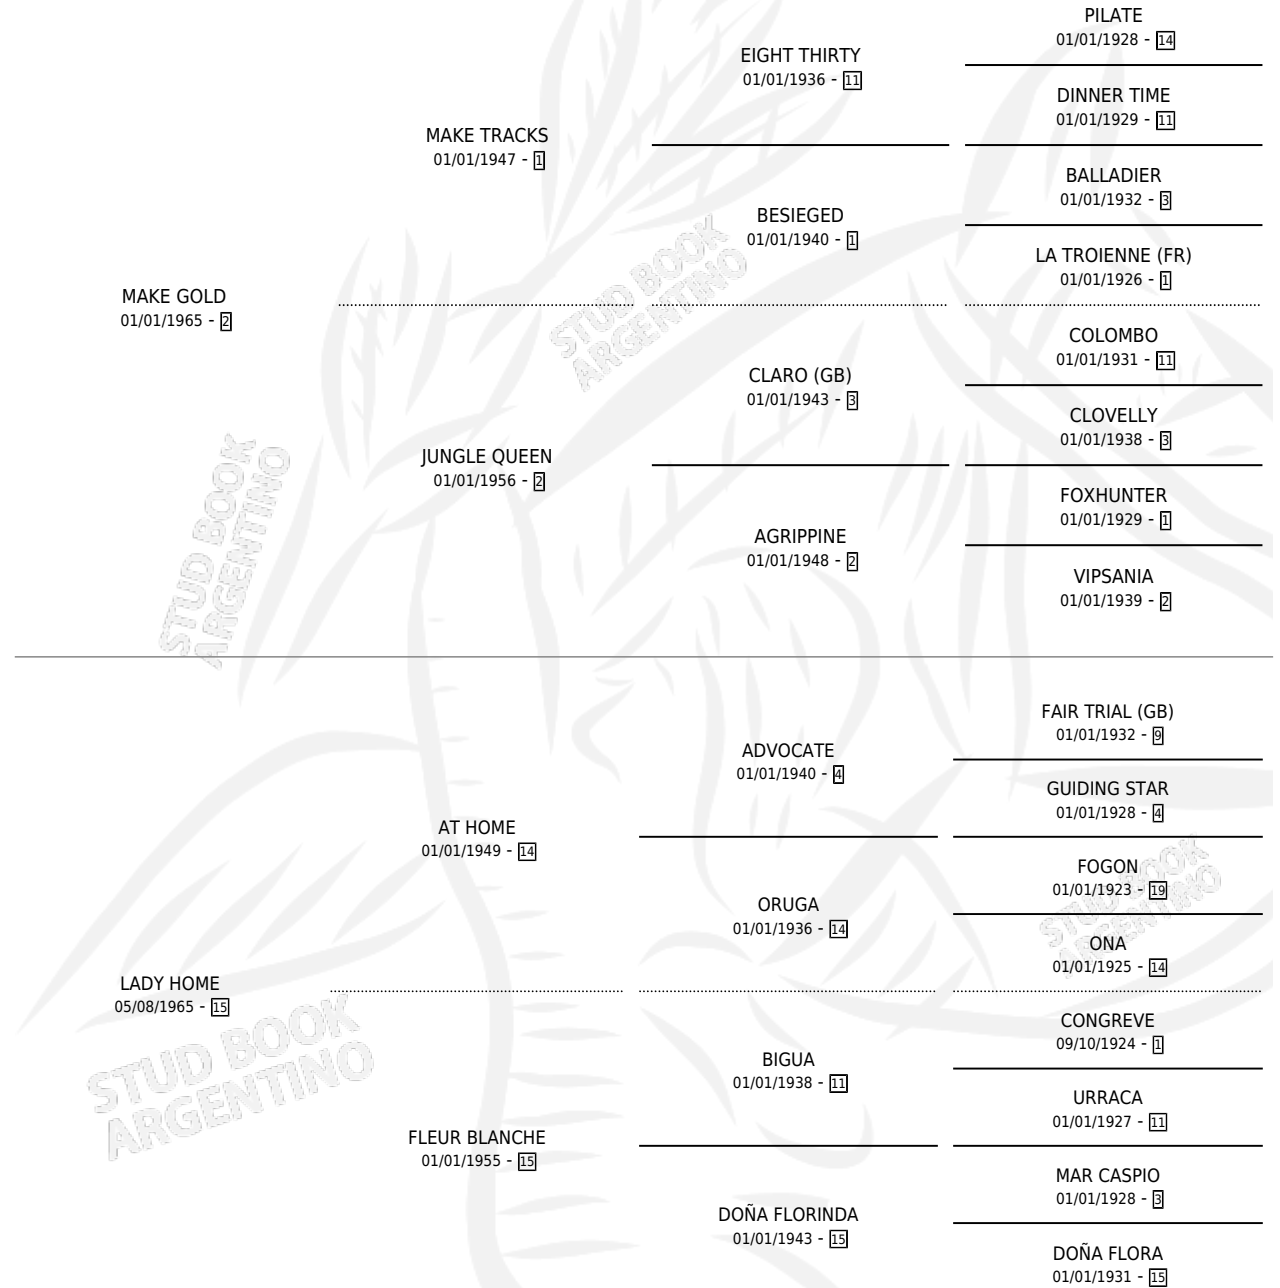 PILATE
01/01/1928 - 14
EIGHT THIRTY
01/01/1936 - 11
DINNER TIME
01/01/1929 - 11
MAKE TRACKS
01/01/1947 - 1
BALLADIER
01/01/1932 - 3
BESIEGED
01/01/1940 - 1
LA TROIENNE (FR)
01/01/1926 - 1
MAKE GOLD
01/01/1965 - 2
COLOMBO
01/01/1931 - 11
CLARO (GB)
01/01/1943 - 3
CLOVELLY
01/01/1938 - 3
JUNGLE QUEEN
01/01/1956 - 2
FOXHUNTER
01/01/1929 - 1
AGRIPPINE
01/01/1948 - 2
VIPSANIA
01/01/1939 - 2
STUD BOOK
ARGENTINO
STUD BOOK
ARGENTINO
FAIR TRIAL (GB)
01/01/1932 - 9
ADVOCATE
01/01/1940 - 4
GUIDING STAR
01/01/1928 - 4
AT HOME
01/01/1949 - 14
FOGON
01/01/1923 - 19
ORUGA
01/01/1936 - 14
ONA
01/01/1925 - 14
LADY HOME
05/08/1965 - 15
CONGREVE
09/10/1924 - 1
BIGUA
01/01/1938 - 11
URRACA
01/01/1927 - 11
FLEUR BLANCHE
01/01/1955 - 15
MAR CASPIO
01/01/1928 - 3
DOÑA FLORINDA
01/01/1943 - 15
DOÑA FLORA
01/01/1931 - 15
STUD BOOK
ARGENTINO
STUD BOOK
ARGENTINO